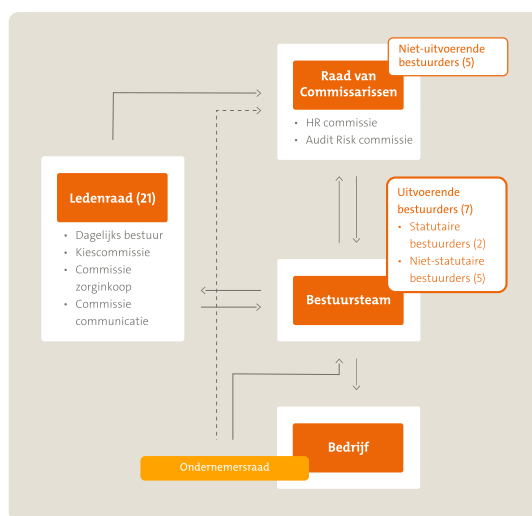 Niet-uitvoerende
bestuurders (5)
Raad van
Commissarissen
• HR commissie
• Audit Risk commissie
Ledenraad (21)
• Dagelijks bestuur
• Kiescommissie
• Commissie
zorginkoop
• Commissie
communicatie
Uitvoerende
bestuurders (7)
• Statutaire
bestuurders (2)
• Niet-statutaire
bestuurders (5)
Bestuursteam
Bedrijf
Ondernemersraad